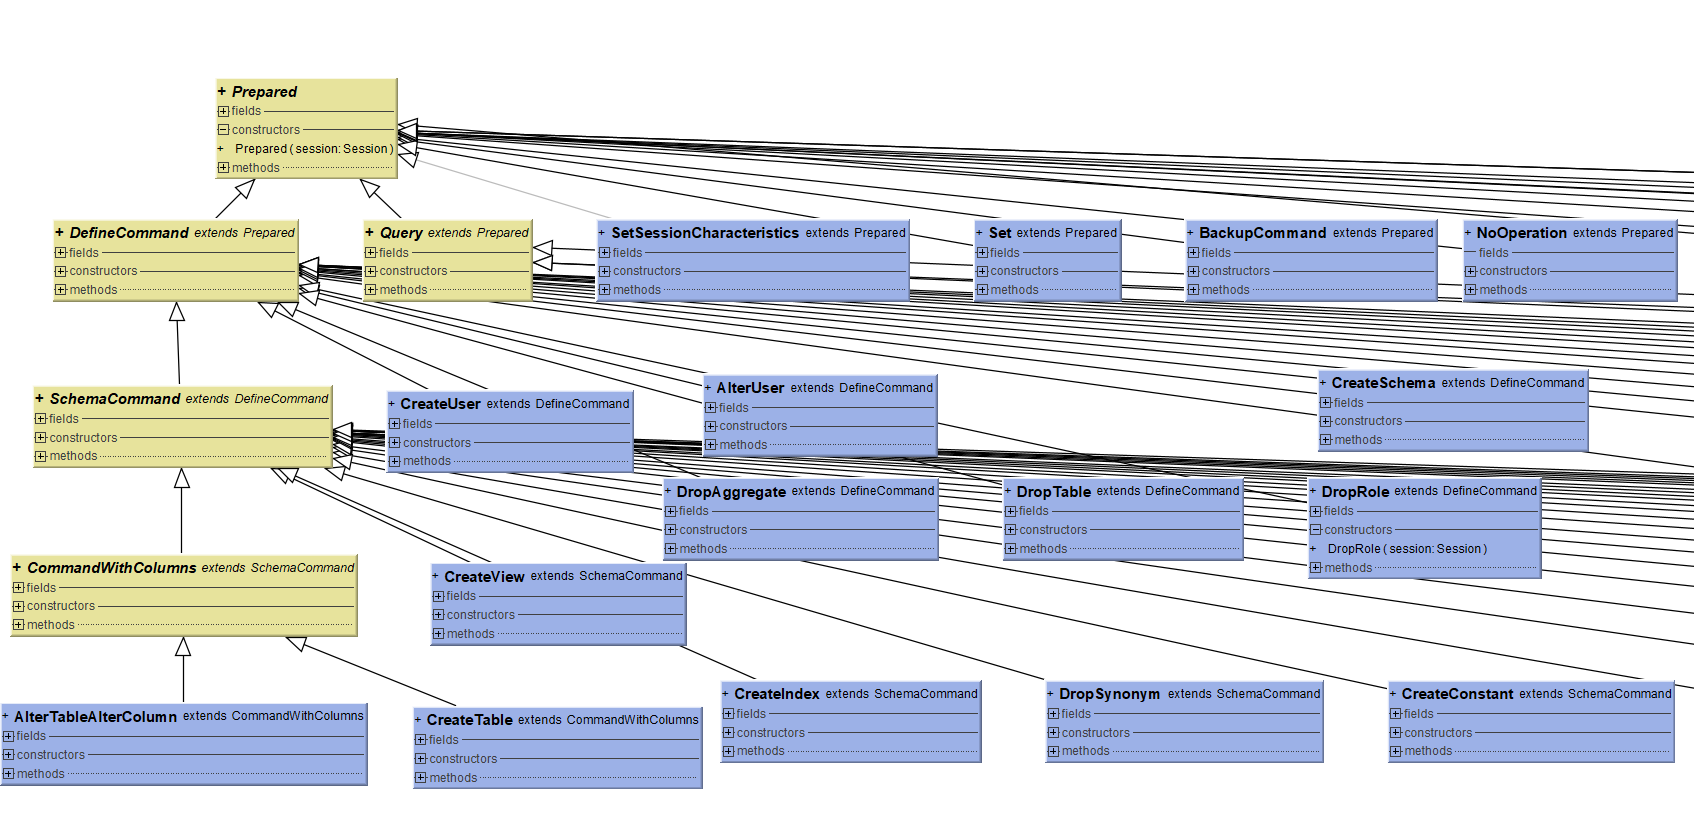 + Prepared
fields
constructors
+ Prepared ( session: Session )
methods
+ DefineCommand extends Prepared
fields
constructors
methods
+ Query extends Prepared
fields
constructors
methods
+ SetSessionCharacteristics extends Prepared
fields
constructors
methods
+ Set extends Prepared
fields
constructors
methods
+ BackupCommand extends Prepared
fields
constructors
methods
+ NoOperation extends Prepared
fields
constructors
methods
+ SchemaCommand extends DefineCommand
fields
constructors
methods
+ CreateUser extends DefineCommand
fields
constructors
methods
+ AlterUser extends DefineCommand
fields
constructors
methods
+ CreateSchema extends DefineCommand
fields
constructors
methods
+ DropAggregate extends DefineCommand
fields
constructors
methods
+ DropTable extends DefineCommand
fields
constructors
methods
+ DropRole extends DefineCommand
fields
constructors
+ DropRole ( session: Session )
methods
+ CommandWithColumns extends SchemaCommand
fields
constructors
methods
+ CreateView extends SchemaCommand
fields
constructors
methods
+ AlterTableAlterColumn extends CommandWithColumns
fields
constructors
methods
+ CreateTable extends CommandWithColumns
fields
constructors
methods
+ CreateIndex extends SchemaCommand
fields
constructors
methods
+ DropSynonym extends SchemaCommand
fields
constructors
methods
+ CreateConstant extends SchemaCommand
fields
constructors
methods